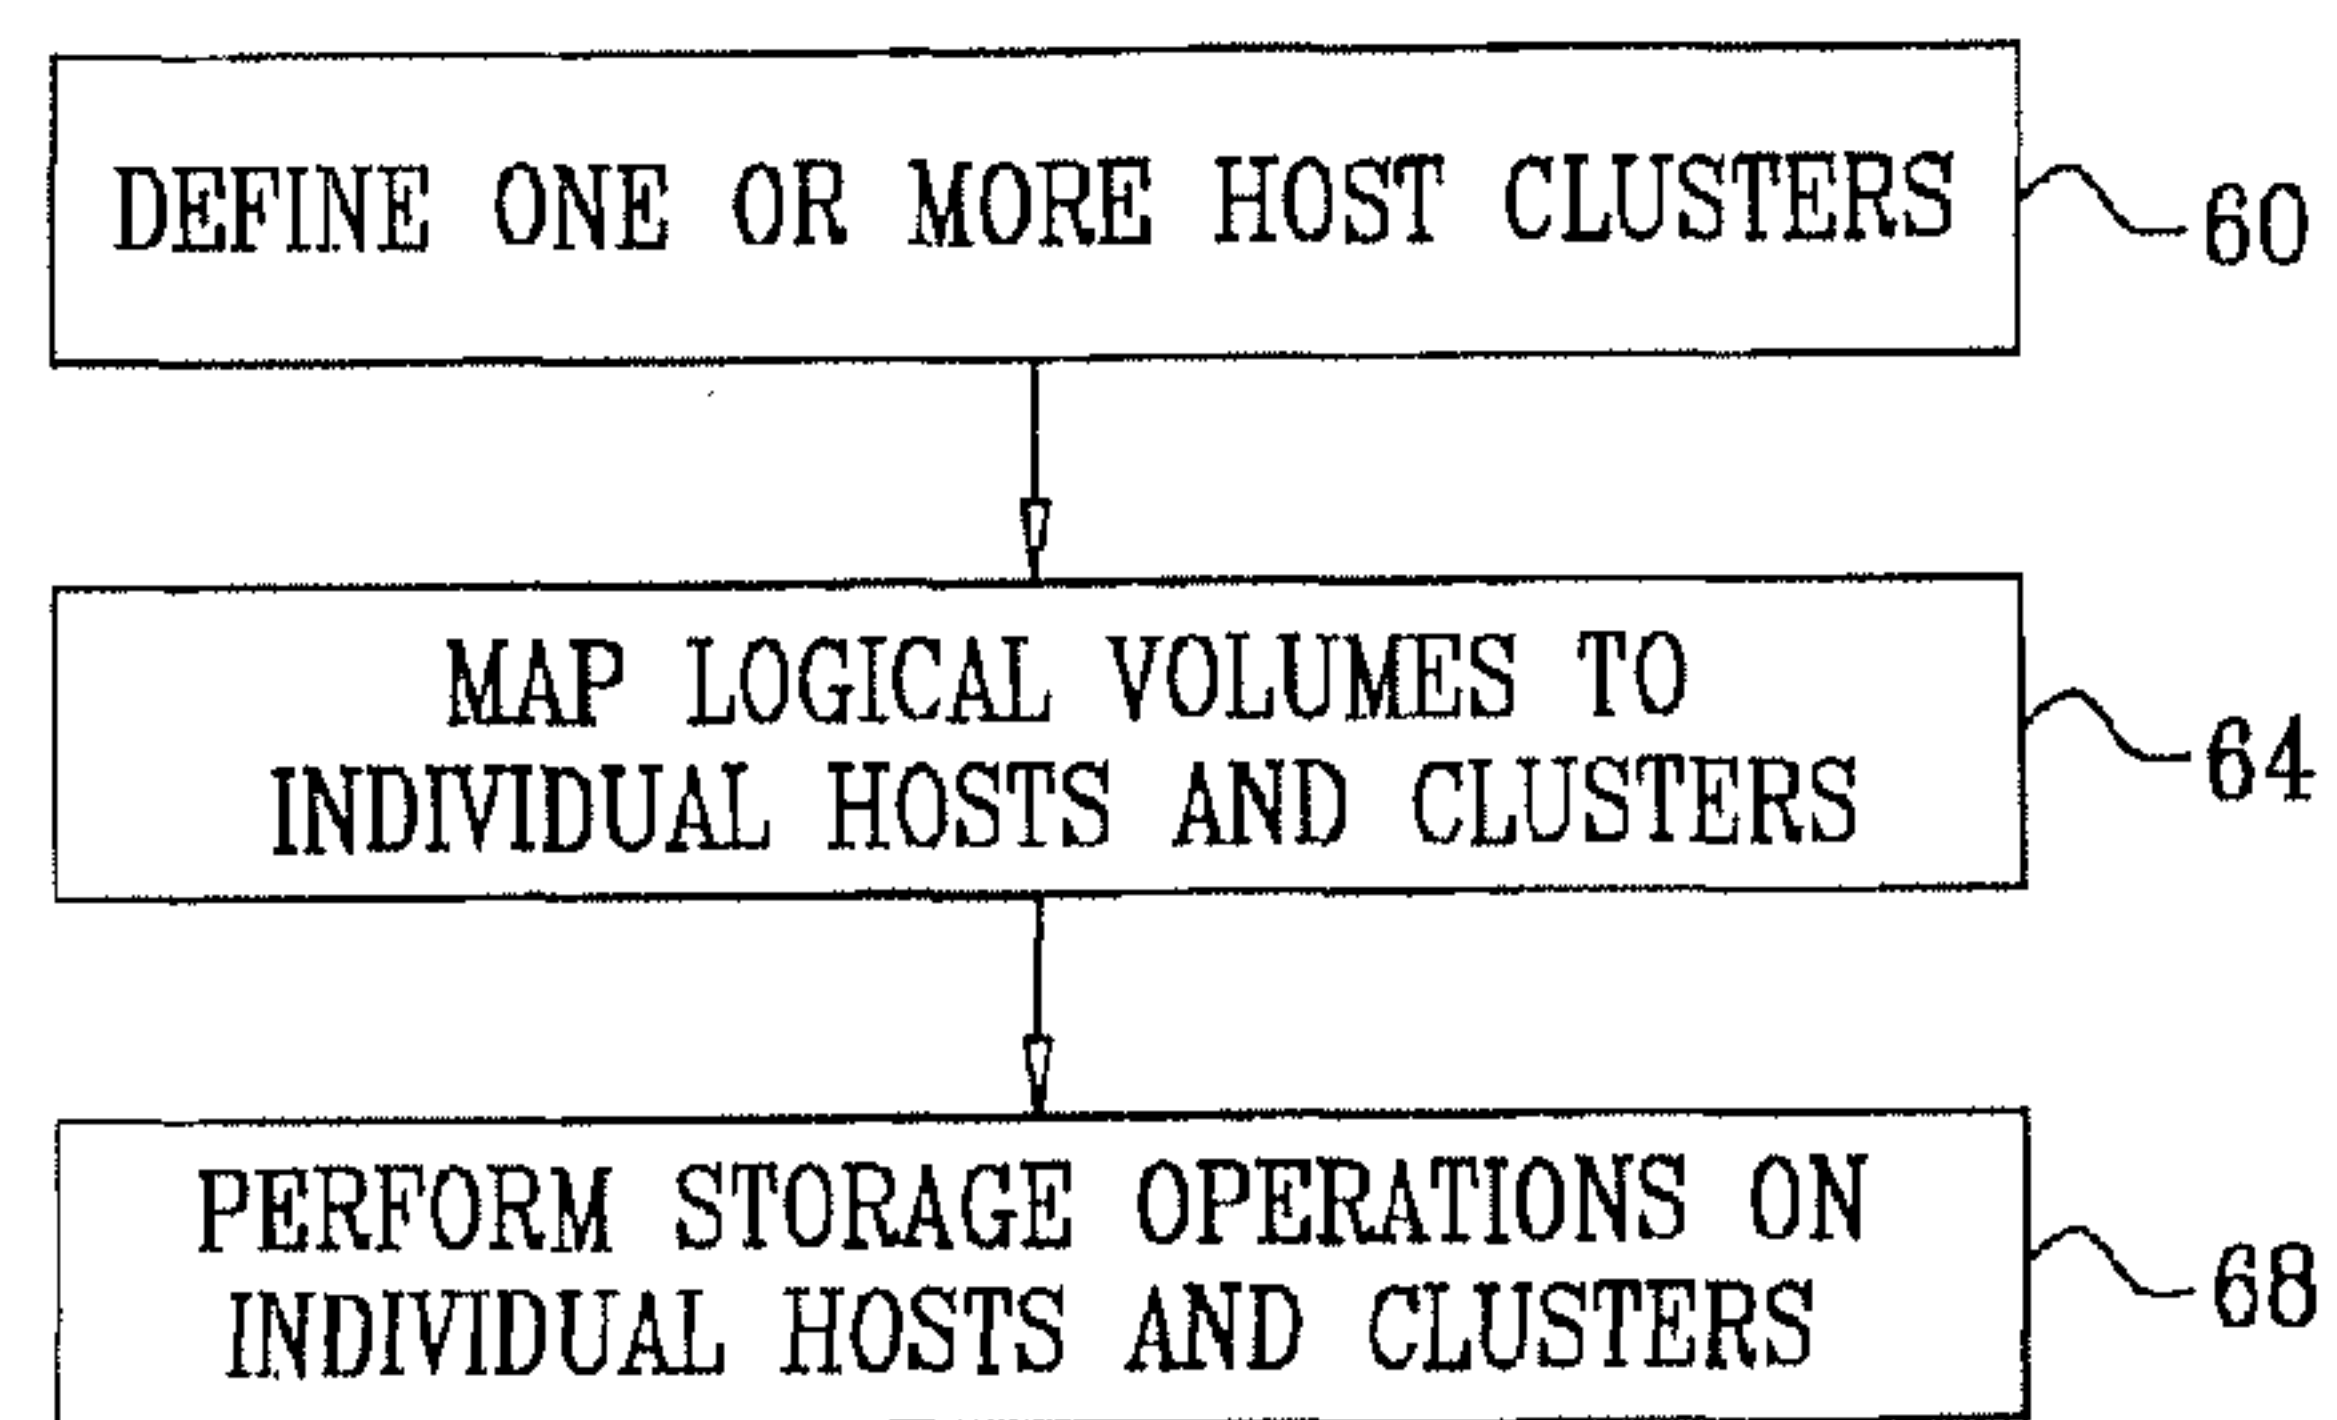 DEFINE ONE OR MORE HOST CLUSTERS
60
MAP LOGICAL VOLUMES TO
INDIVIDUAL HOSTS AND CLUSTERS
64
PERFORM STORAGE OPERATIONS ON
INDIVIDUAL HOSTS AND CLUSTERS
68